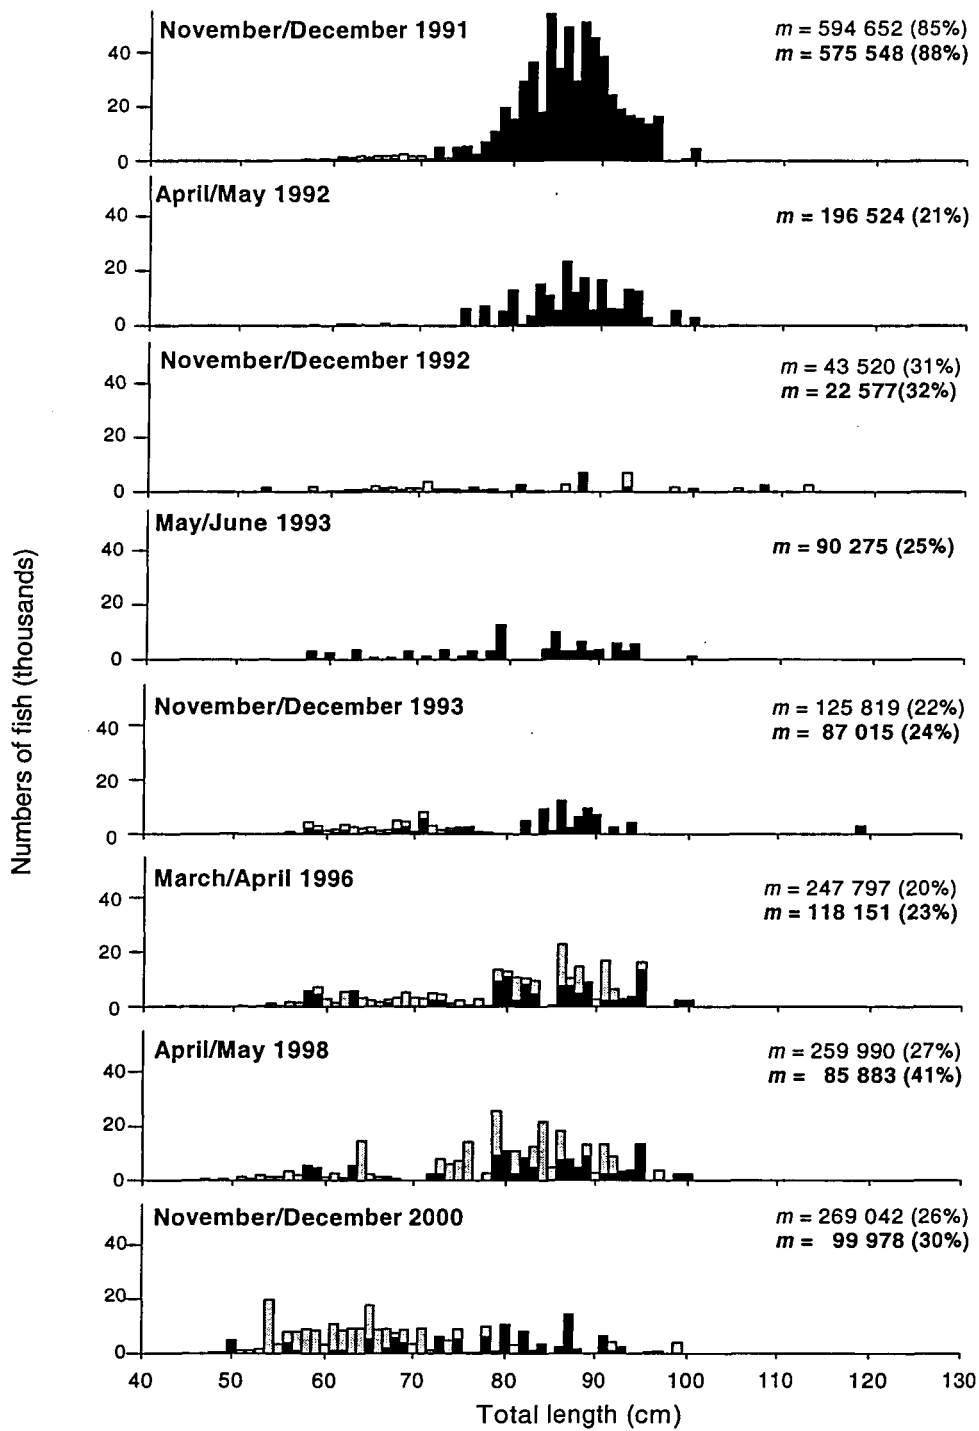 Numbers of fish (thousands)
November/December 1991
m = 594 652 (85%)
m = 575 548 (88%)
40
20
0
April/May 1992
m = 196 524 (21%)
40
20
0
November/December 1992
m = 43 520 (31%)
m = 22 577(32%)
40
20
0
May/June 1993
m = 90 275 (25%)
40
20
0
November/December 1993
m = 125 819 (22%)
m = 87 015 (24%)
40
20
0
March/April 1996
m = 247 797 (20%)
m = 118 151 (23%)
40
20
0
April/May 1998
m = 259 990 (27%)
m = 85 883 (41%)
40
20
0
November/December 2000
m = 269 042 (26%)
m = 99 978 (30%)
40
20
0
40 50 60 70 80 90 100 110 120 130
Total length (cm)